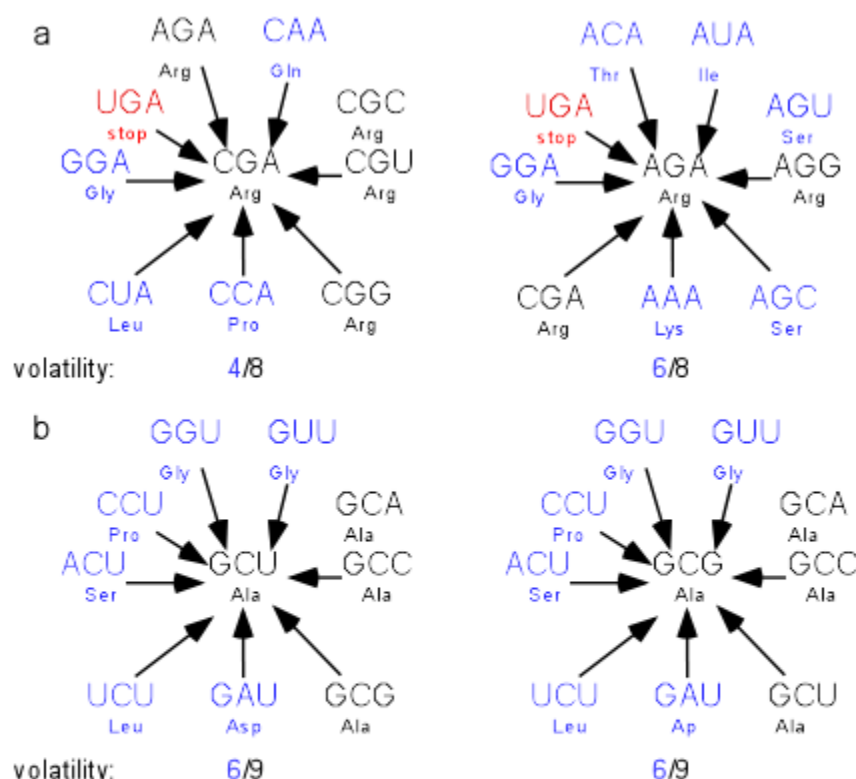 a
AGA CAA ACA AUA
Arg Gln Thr Ile
UGA CGC UGA AGU
stop Arg stop Ser
GGA CGA CGU GGA AGA AGG
Gly Arg Arg Gly Arg Arg
CUA CCA CGG CGA AAA AGC
Leu Pro Arg Arg Lys Ser
volatility: 4/8 6/8
b
GGU GUU GGU GUU
Gly Gly Gly Gly
CCU GCA CCU GCA
Pro Ala Pro Ala
ACU GCU GCC ACU GCG GCC
Ser Ala Ala Ser Ala Ala
UCU GAU GCG UCU GAU GCU
Leu Asp Ala Leu Ap Ala
volatility: 6/9 6/9